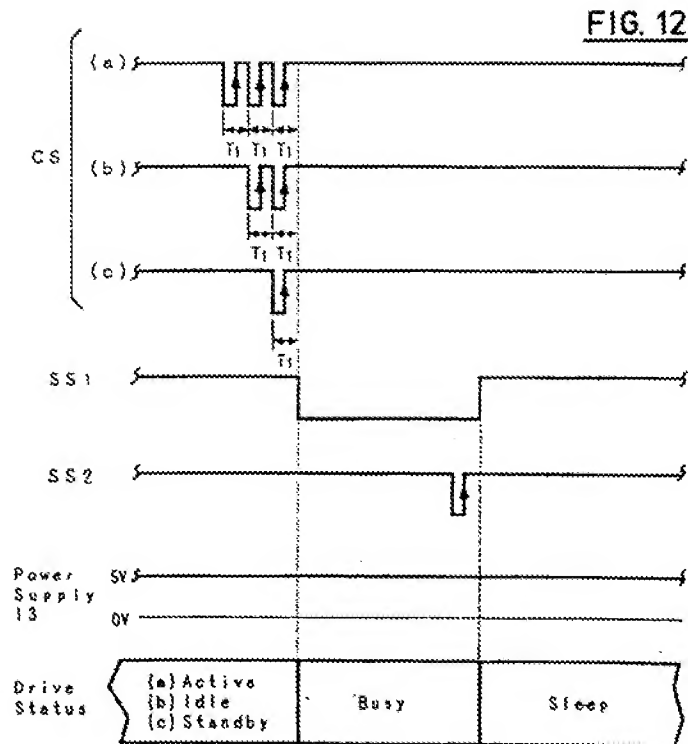 FIG. 12
CS
(a)
T1 T1 T1
(b)
T1 T1
(c)
T1
SS1
SS2
Power Supply 13
5V
0V
Drive Status
(a) Active
(b) Idle
(c) Standby
Busy
Sleep